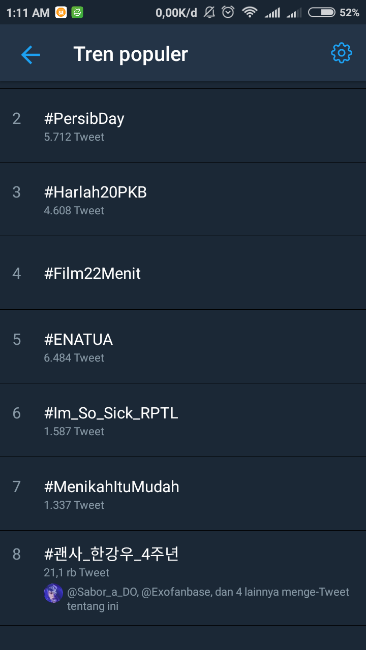 1:11 AM 0,00K/d 52%
Tren populer
2 #PersibDay
5.712 Tweet
3 #Harlah20PKB
4.608 Tweet
4 #Film22Menit
5 #ENATUA
6.484 Tweet
6 #Im_So_Sick_RPTL
1.587 Tweet
7 #MenikahItuMudah
1.337 Tweet
8 #괜사_한강우_4주년
21,1 rb Tweet
@Sabor_a_DO, @Exofanbase, dan 4 lainnya menge-Tweet
tentang ini